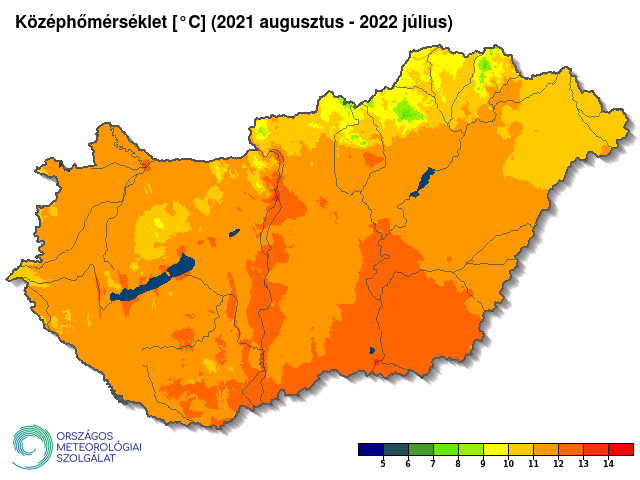 Középhőmérséklet [°C] (2021 augusztus - 2022 július)
ORSZÁGOS
METEOROLÓGIAI
SZOLGÁLAT
5 6 7 8 9 10 11 12 13 14